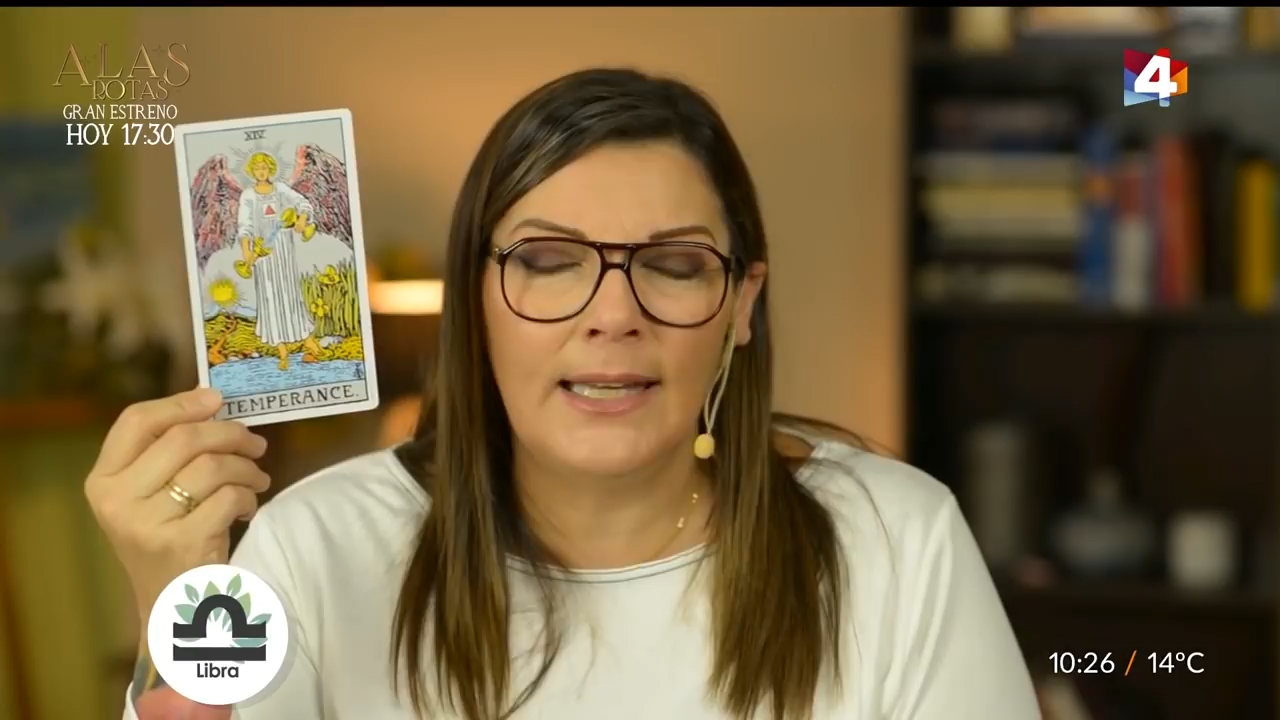 ALAS
ROTAS
GRAN ESTRENO
HOY 17:30
4
XIV
TEMPERANCE.
Libra
10:26 / 14°C